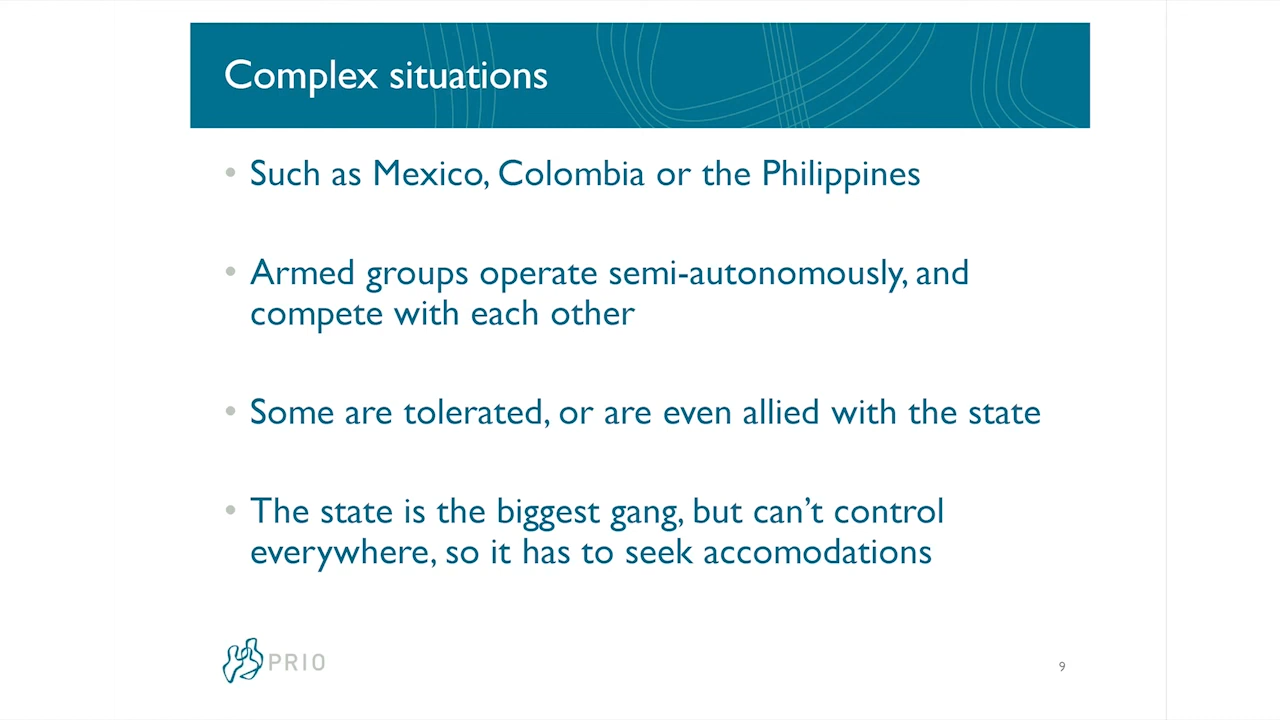 Complex situations
• Such as Mexico, Colombia or the Philippines
• Armed groups operate semi-autonomously, and
compete with each other
• Some are tolerated, or are even allied with the state
• The state is the biggest gang, but can’t control
everywhere, so it has to seek accomodations
PRIO
9